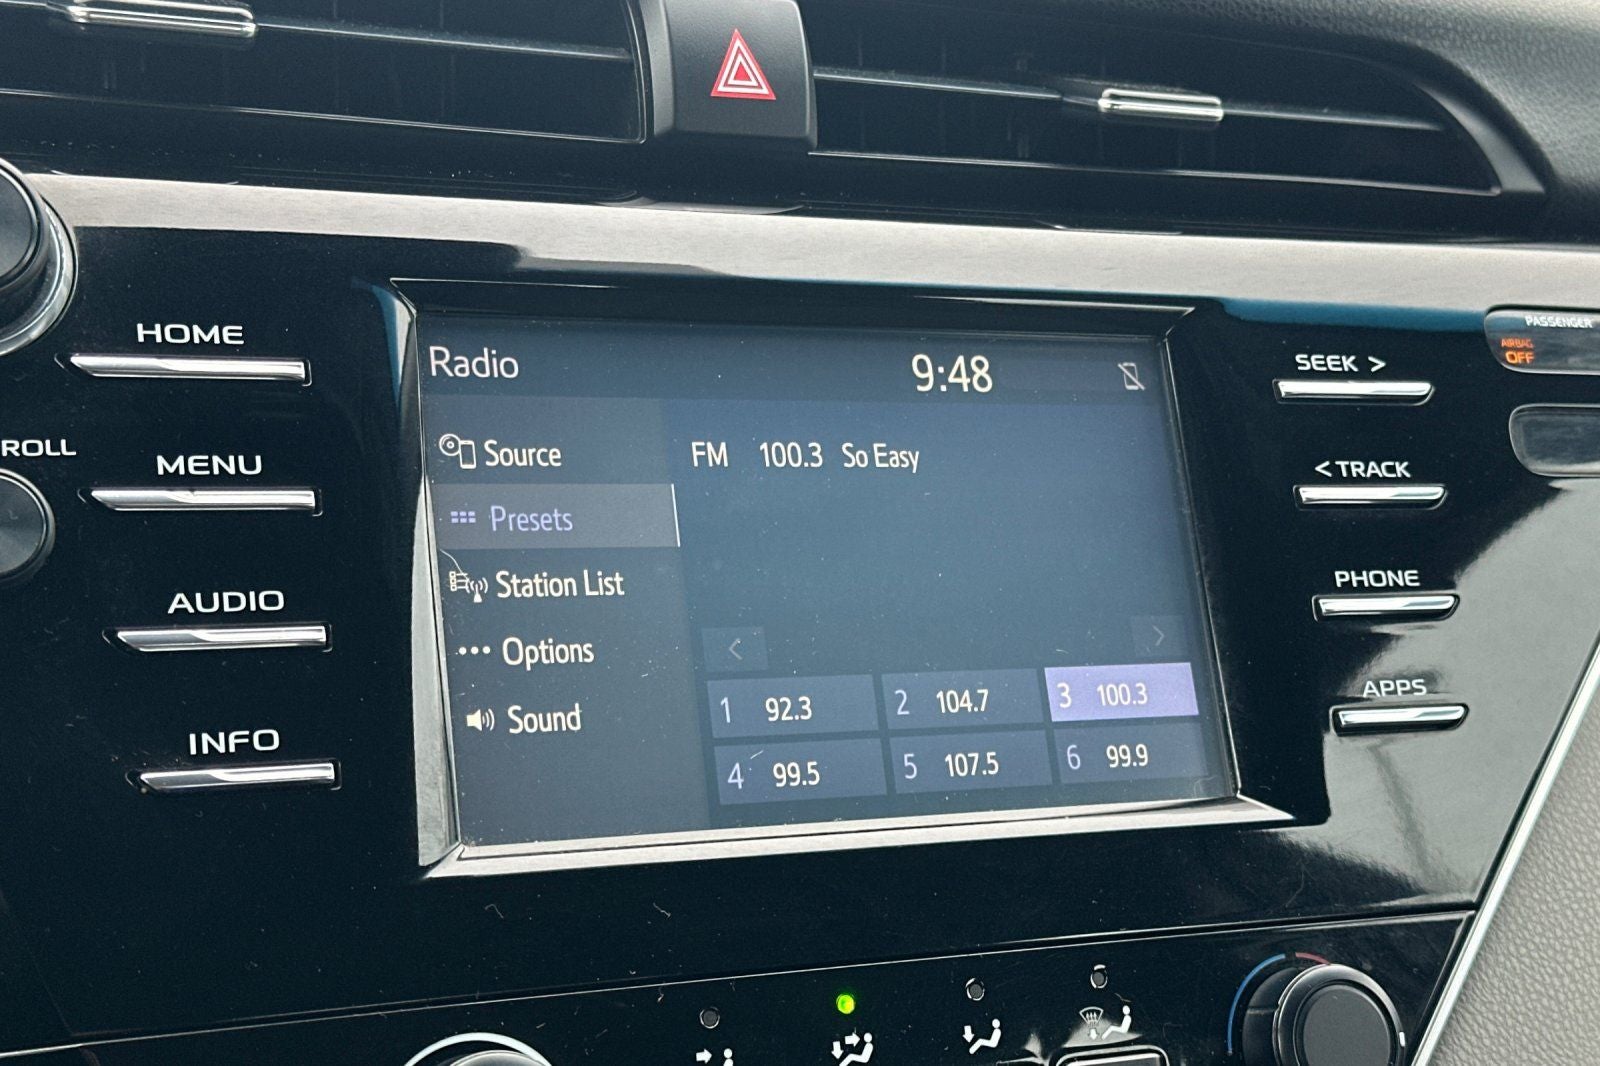 PASSENGER
AIRBAG
OFF
HOME
ROLL
MENU
AUDIO
INFO
Radio
9:48
Source
Presets
Station List
Options
Sound
FM 100.3 So Easy
<
>
1 92.3
2 104.7
3 100.3
4 99.5
5 107.5
6 99.9
SEEK >
< TRACK
PHONE
APPS